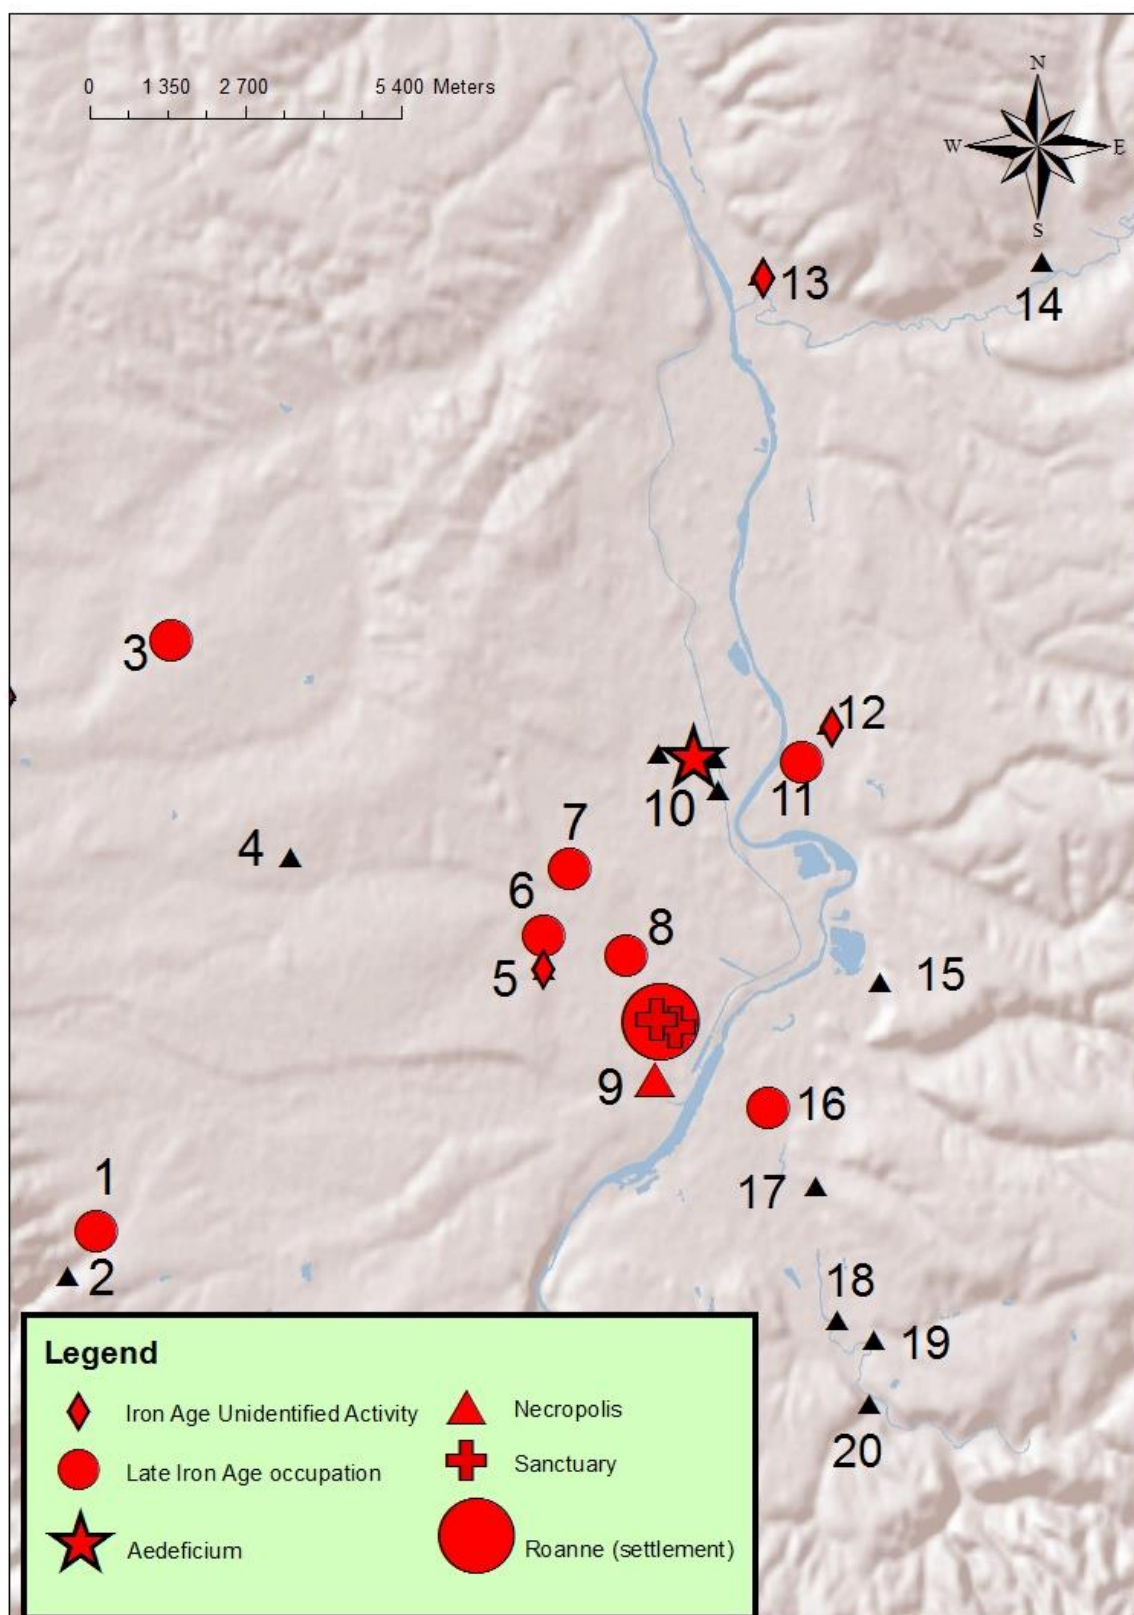 0 1 350 2 700 5 400 Meters
N
W E
S
13
14
3
12
10 11
7
4
6
8
5
15
9
16
1
17
2
18
19
20
Legend
Iron Age Unidentified Activity
Necropolis
Late Iron Age occupation
Sanctuary
Aedeficium
Roanne (settlement)